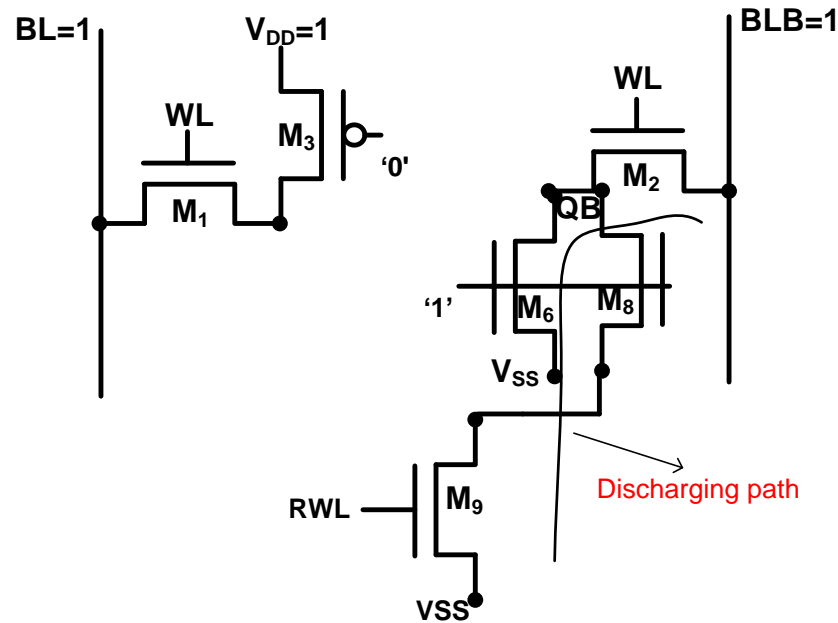 BL=1
V_DD=1
BLB=1
WL
WL
M3
'0'
M2
M1
QB
'1'
M6
M8
VSS
M9
RWL
Discharging path
VSS